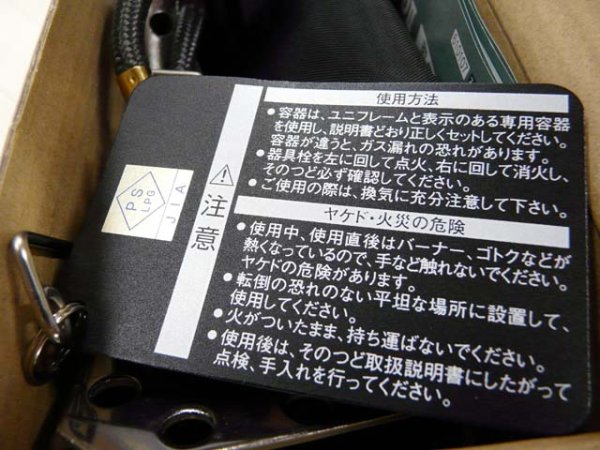 使用方法
●容器は、ユニフレームと表示のある専用容器
を使用し、説明書どおり正しくセットしてください。
容器が違うと、ガス漏れの恐れがあります。
●器具栓を左に回して点火、右に回して消火し、
そのつど必ず確認してください。
●ご使用の際は、換気に充分注意して下さい。
ヤケド・火災の危険
●使用中、使用直後はバーナー、ゴトクなどが
熱くなっているので、手など触れないでください。
ヤケドの危険があります。
●転倒の恐れのない平坦な場所に設置して、
使用してください。
●火がついたまま、持ち運ばないでください。
●使用後は、そのつど取扱説明書にしたがって
点検、手入れを行ってください。
注意
PS
LPG
JIA